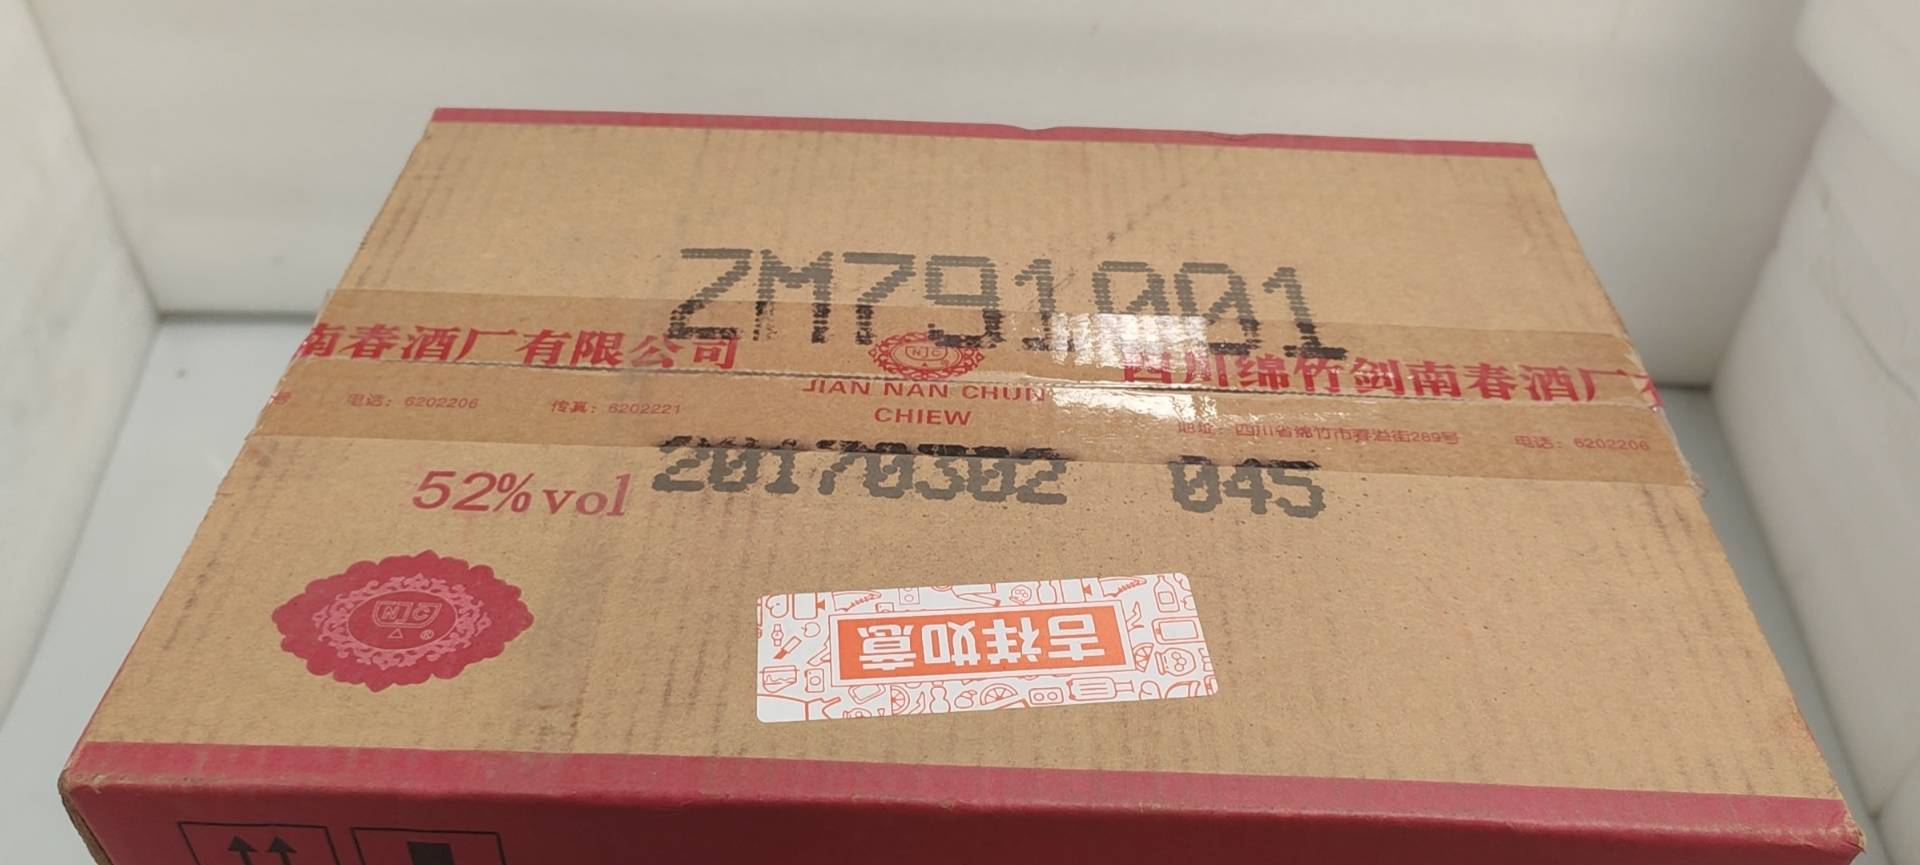 ZM791001
南春酒厂有限公司
NJC
四川绵竹剑南春酒厂
JIAN NAN CHUN
CHIEW
号 电话：6202206 传真：6202221
地址：四川省绵竹市春溢街289号 电话：6202206
20170302 045
52%vol
吉祥如意